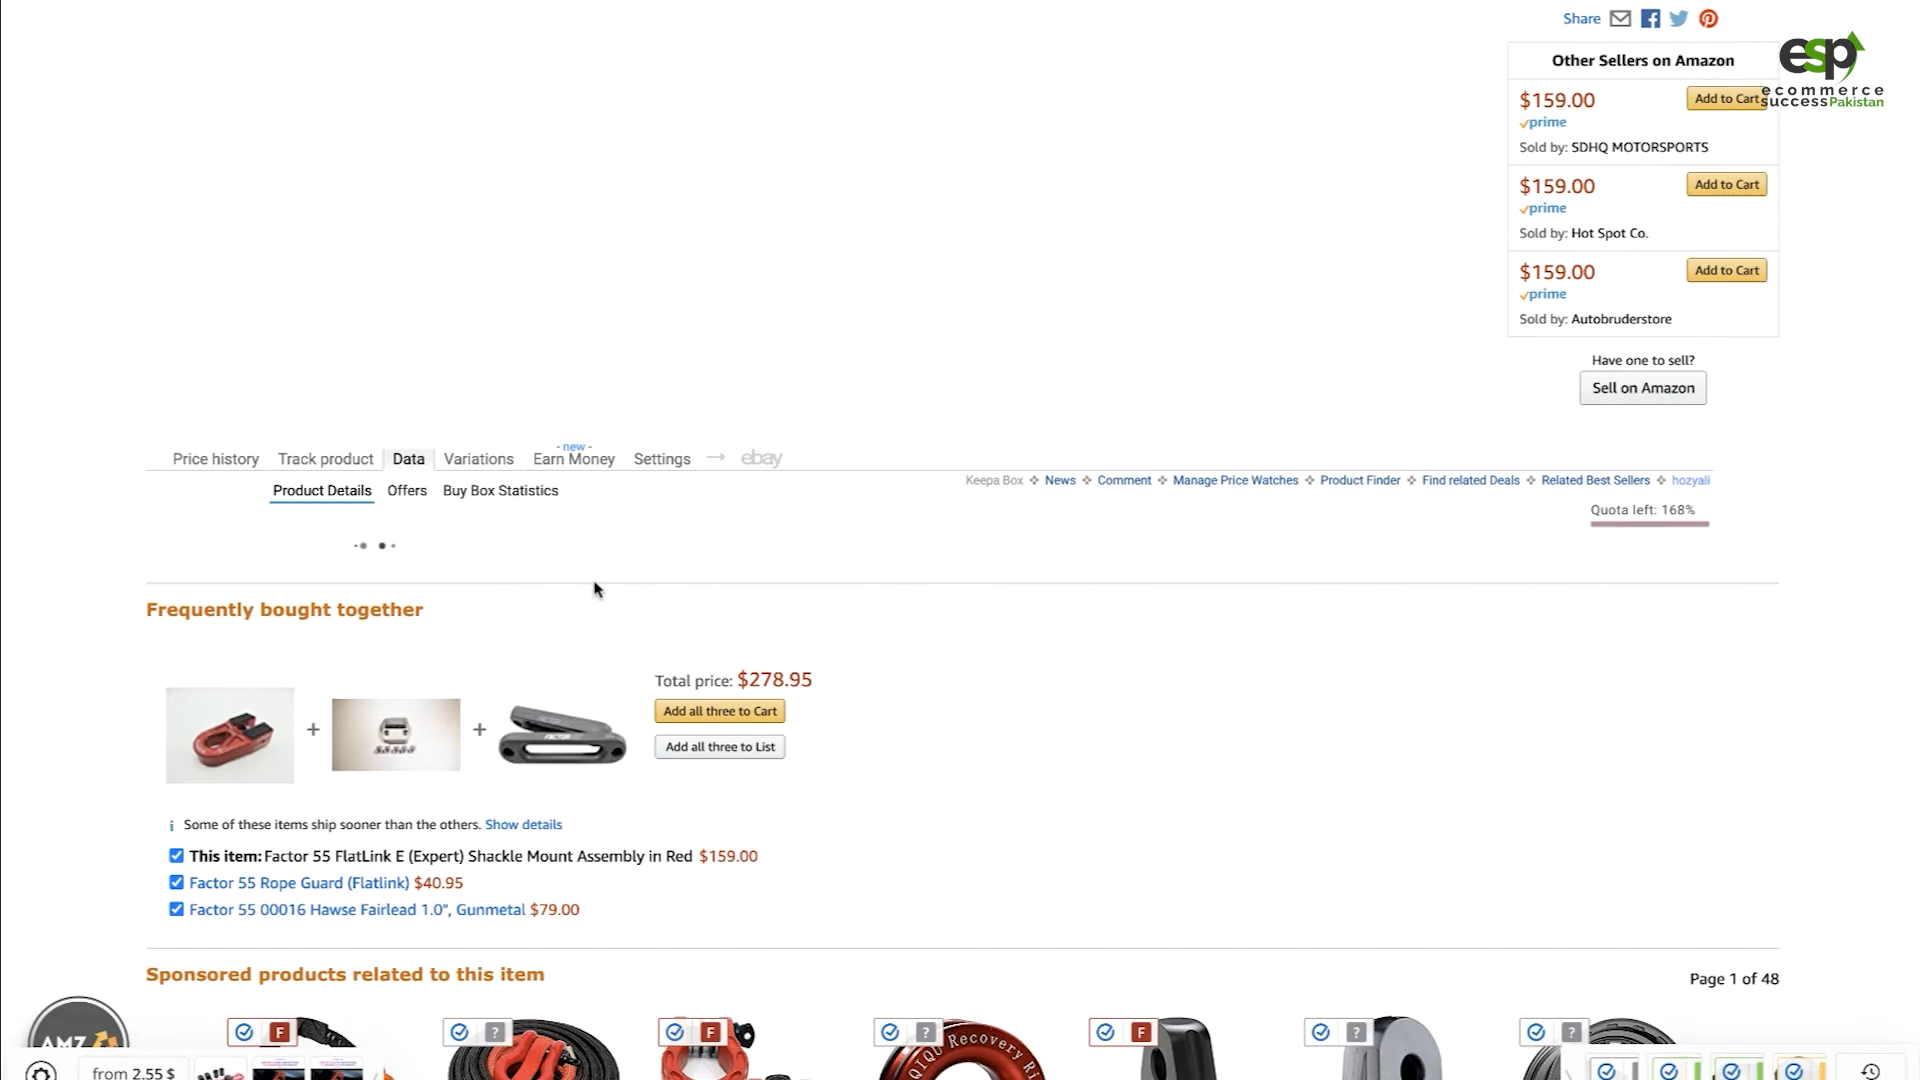 Share
esp
ecommerce
success Pakistan
Other Sellers on Amazon
$159.00
Add to Cart
prime
Sold by: SDHQ MOTORSPORTS
$159.00
Add to Cart
prime
Sold by: Hot Spot Co.
$159.00
Add to Cart
prime
Sold by: Autobruderstore
Have one to sell?
Sell on Amazon
- new -
Price history Track product Data Variations Earn Money Settings → ebay
Product Details Offers Buy Box Statistics
Keepa Box ❖ News ❖ Comment ❖ Manage Price Watches ❖ Product Finder ❖ Find related Deals ❖ Related Best Sellers ❖ hozyali
Quota left: 168%
Frequently bought together
Total price: $278.95
Add all three to Cart
Add all three to List
+ +
i Some of these items ship sooner than the others. Show details
This item: Factor 55 FlatLink E (Expert) Shackle Mount Assembly in Red $159.00
Factor 55 Rope Guard (Flatlink) $40.95
Factor 55 00016 Hawse Fairlead 1.0", Gunmetal $79.00
Sponsored products related to this item
Page 1 of 48
AMZ
F ? F ? F ? ?
Recovery Ri
from 2.55 $